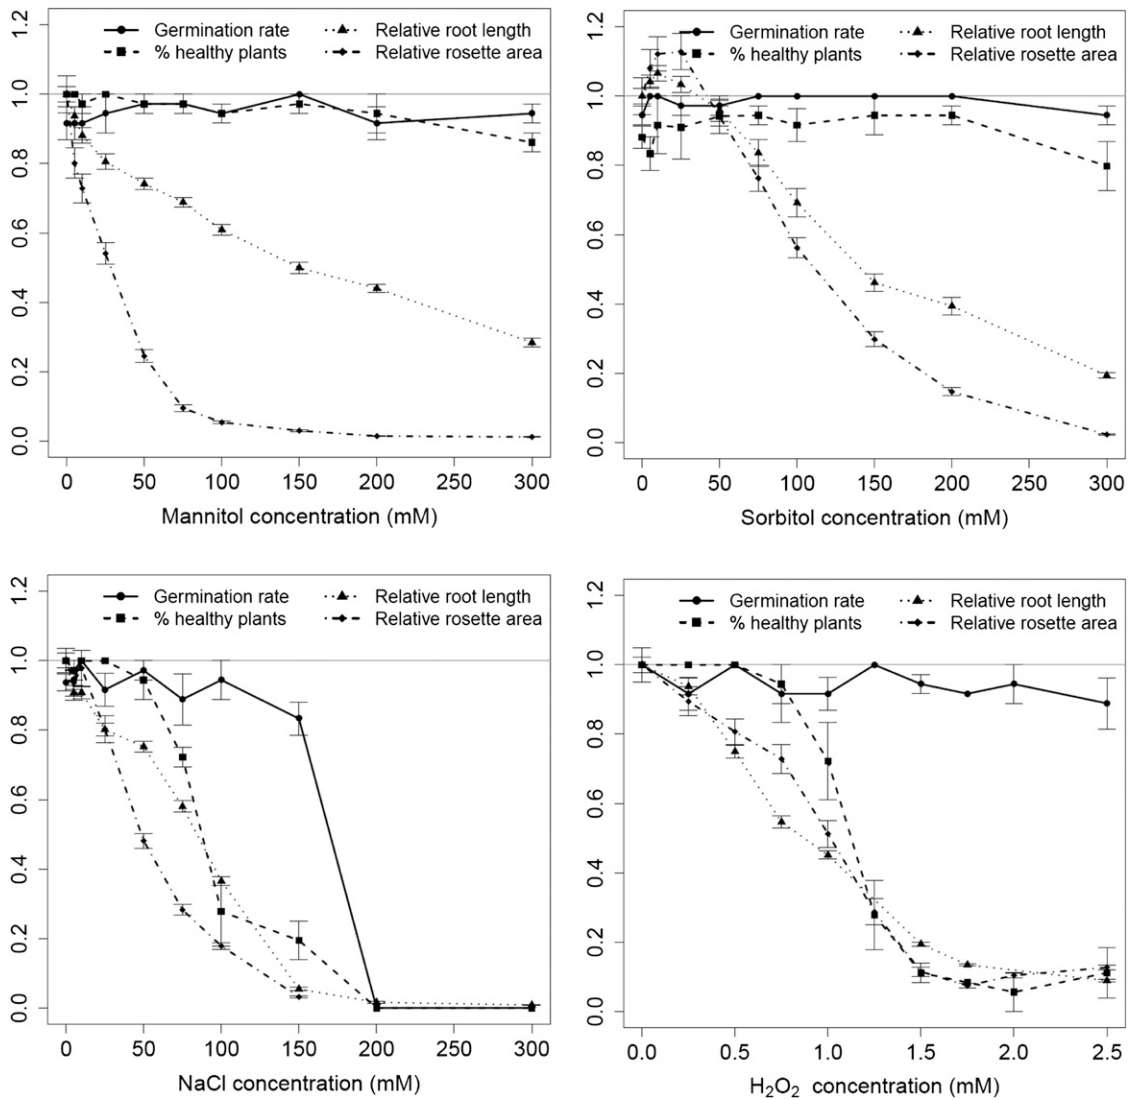 Germination rate Relative root length
% healthy plants Relative rosette area
1.2
1.0
0.8
0.6
0.4
0.2
0.0
0 50 100 150 200 250 300
Mannitol concentration (mM)
Germination rate Relative root length
% healthy plants Relative rosette area
1.2
1.0
0.8
0.6
0.4
0.2
0.0
0 50 100 150 200 250 300
Sorbitol concentration (mM)
Germination rate Relative root length
% healthy plants Relative rosette area
1.2
1.0
0.8
0.6
0.4
0.2
0.0
0 50 100 150 200 250 300
NaCl concentration (mM)
Germination rate Relative root length
% healthy plants Relative rosette area
1.2
1.0
0.8
0.6
0.4
0.2
0.0
0.0 0.5 1.0 1.5 2.0 2.5
H₂O₂ concentration (mM)